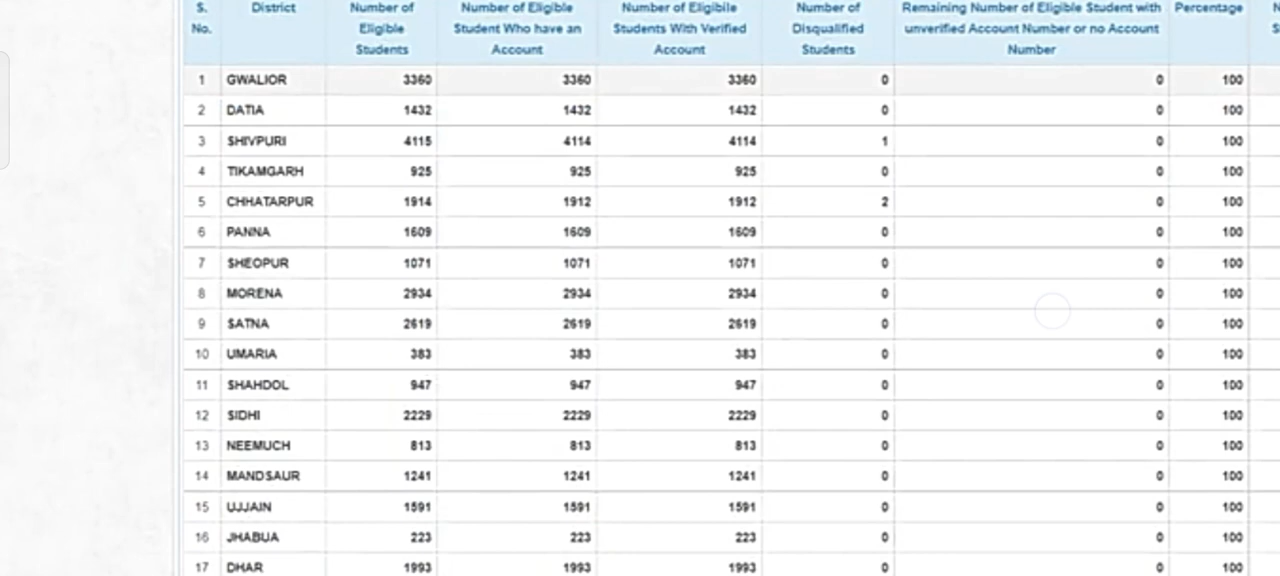 S. No. District Number of Eligible Students Number of Eligible Student Who have an Account Number of Eligibile Students With Verified Account Number of Disqualified Students Remaining Number of Eligible Student with unverified Account Number or no Account Number Percentage
1 GWALIOR 3360 3360 3360 0 0 100
2 DATIA 1432 1432 1432 0 0 100
3 SHIVPURI 4115 4114 4114 1 0 100
4 TIKAMGARH 925 925 925 0 0 100
5 CHHATARPUR 1914 1912 1912 2 0 100
6 PANNA 1609 1609 1609 0 0 100
7 SHEOPUR 1071 1071 1071 0 0 100
8 MORENA 2934 2934 2934 0 0 100
9 SATNA 2619 2619 2619 0 0 100
10 UMARIA 383 383 383 0 0 100
11 SHAHDOL 947 947 947 0 0 100
12 SIDHI 2229 2229 2229 0 0 100
13 NEEMUCH 813 813 813 0 0 100
14 MANDSAUR 1241 1241 1241 0 0 100
15 UJJAIN 1591 1591 1591 0 0 100
16 JHABUA 223 223 223 0 0 100
17 DHAR 1993 1993 1993 0 0 100